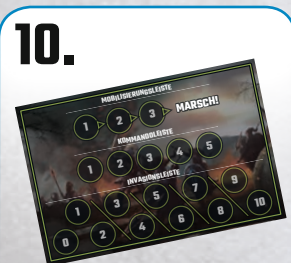 10.
MOBILISIERUNGSLEISTE
1 2 3 MARSCH!
KOMMANDOLEISTE
1 2 3 4 5
INVASIONSLEISTE
1 3 5 7 9
0 2 4 6 8 10